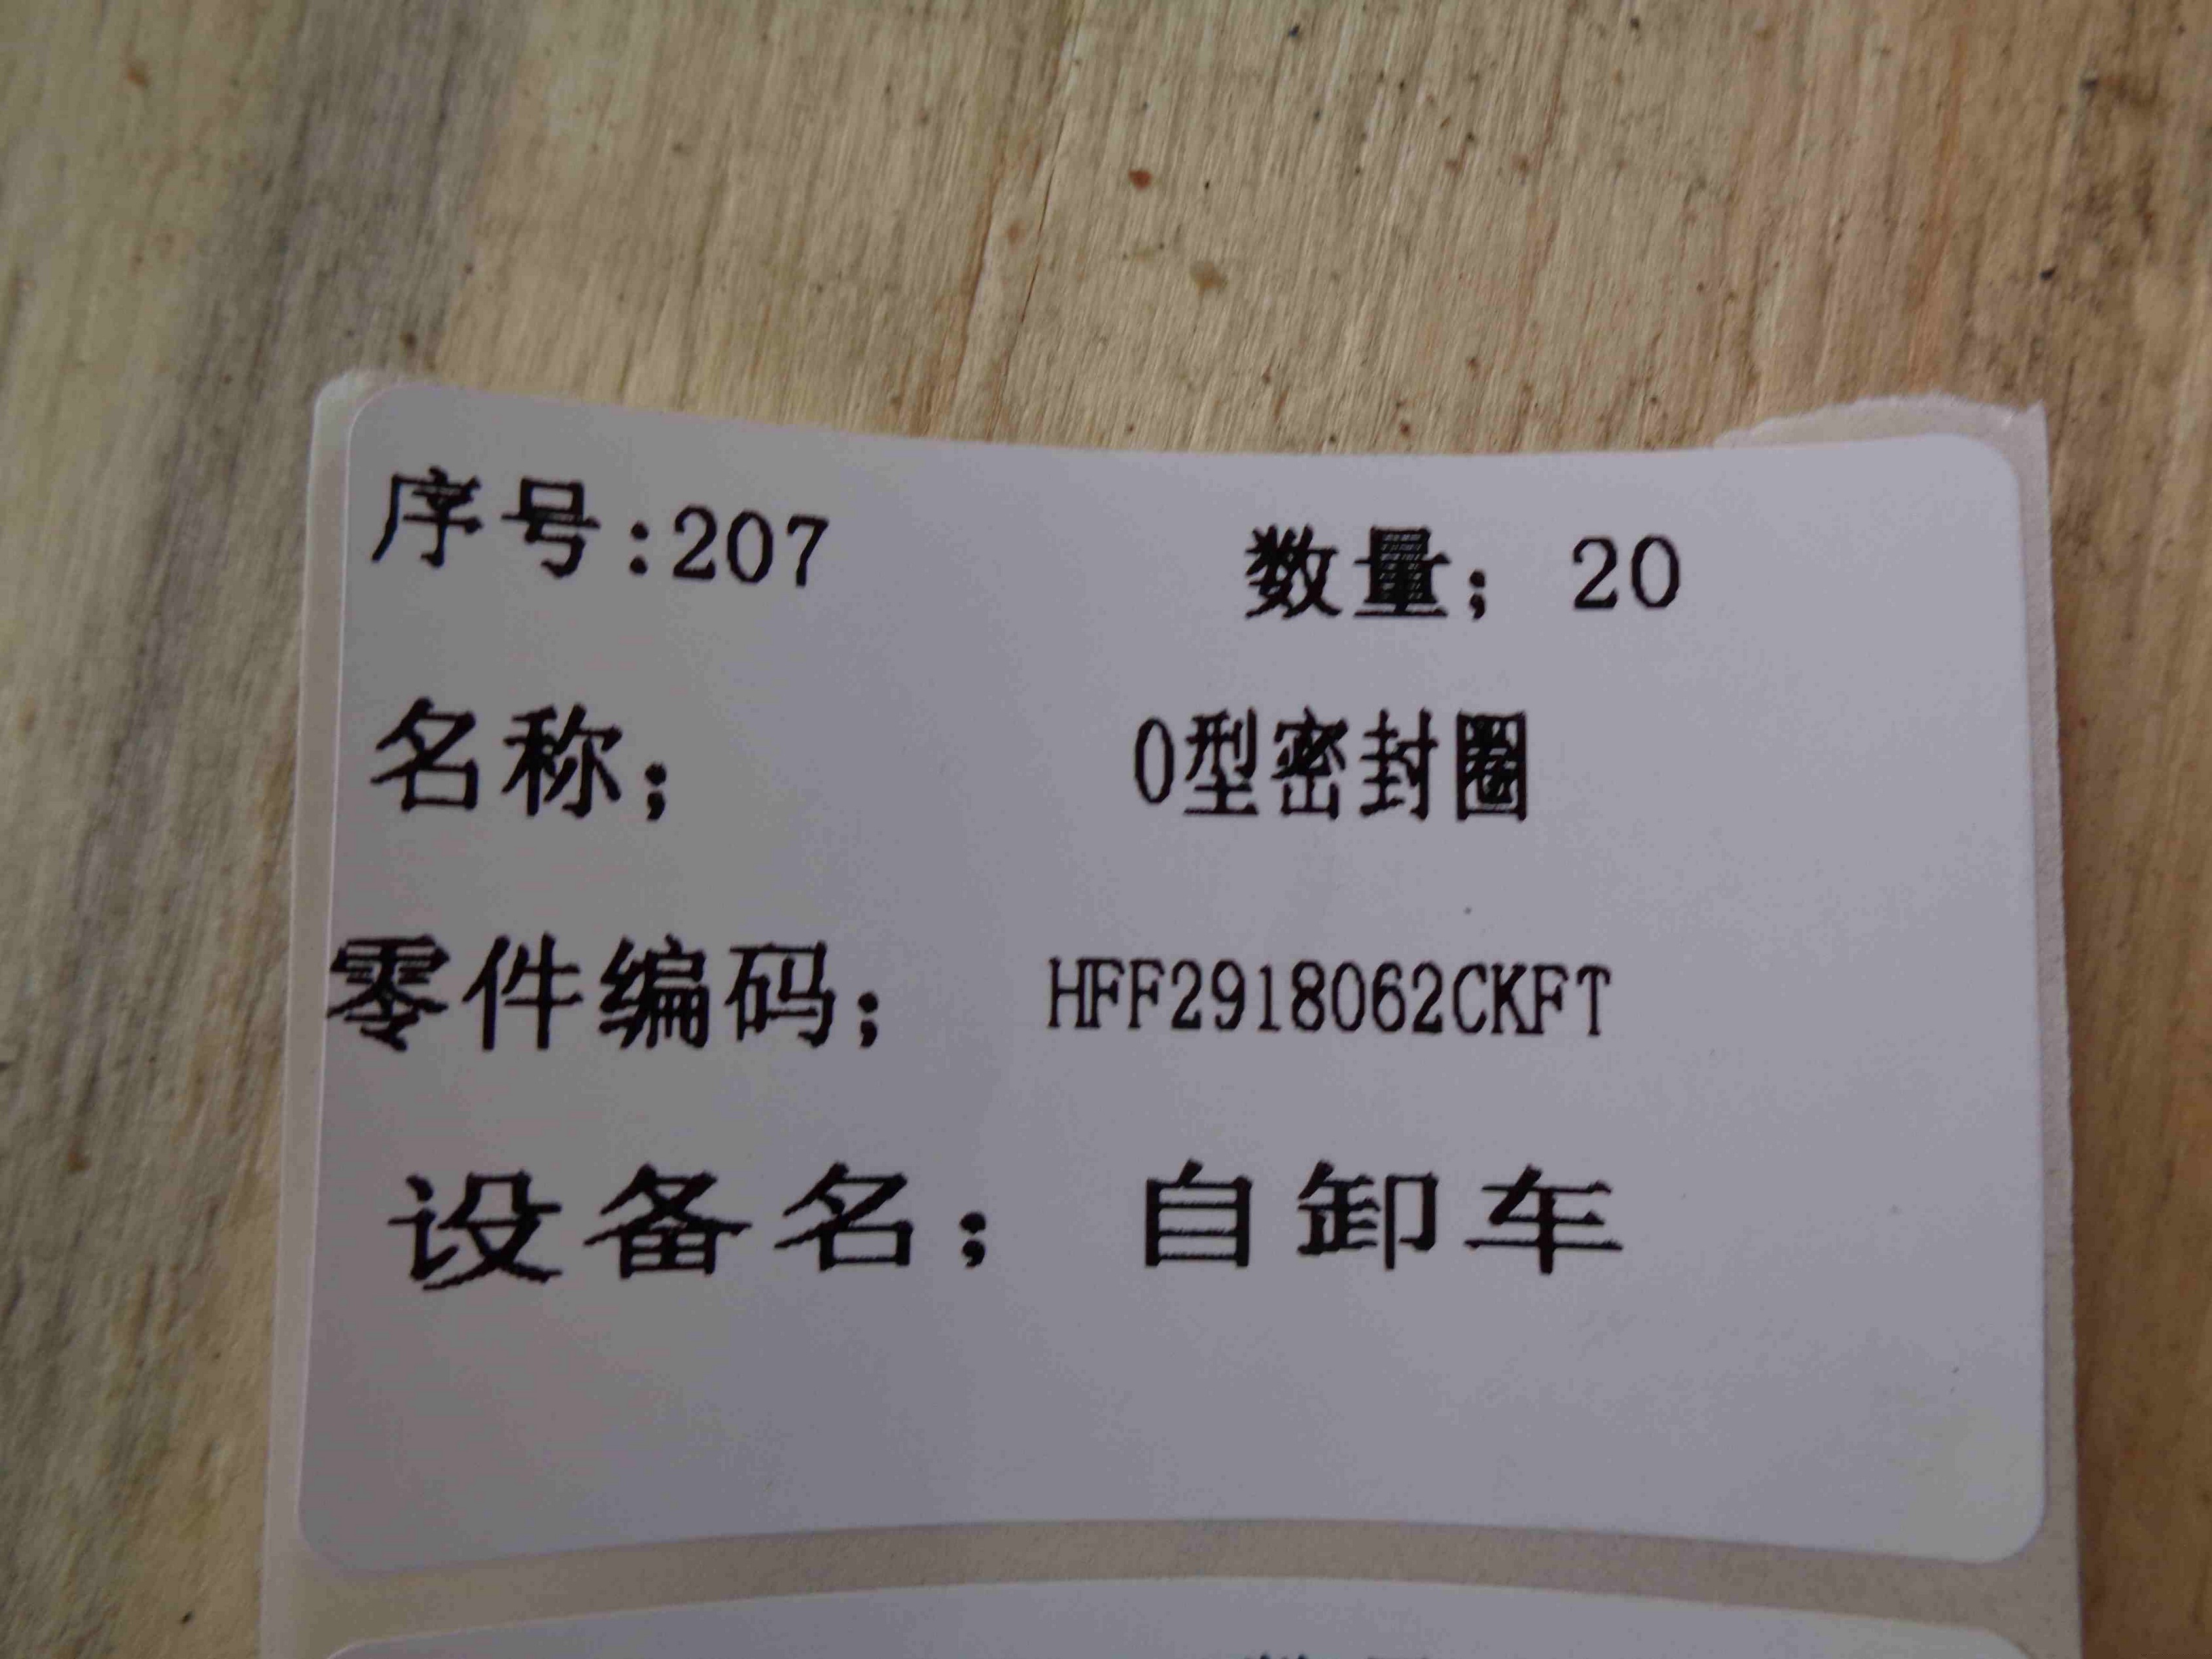 序号:207 数量; 20
名称; O型密封圈
零件编码; HFF2918062CKFT
设备名; 自卸车